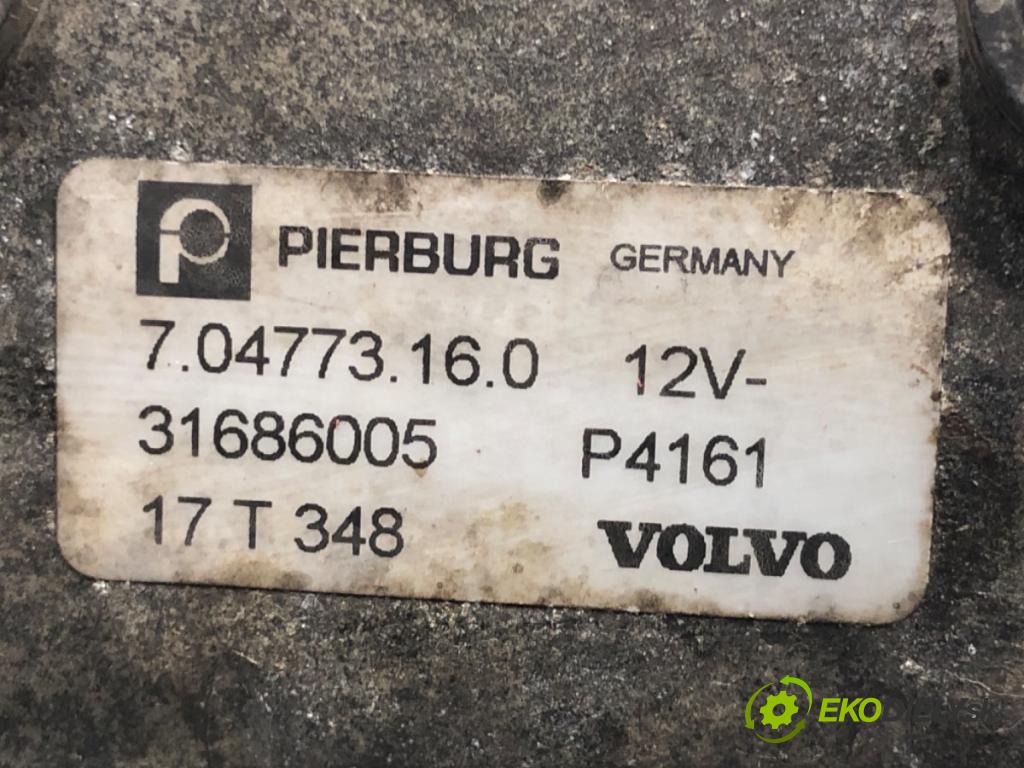 PIERBURG GERMANY
7.04773.16.0 12V-
31686005 P4161
17 T 348 VOLVO
EKO